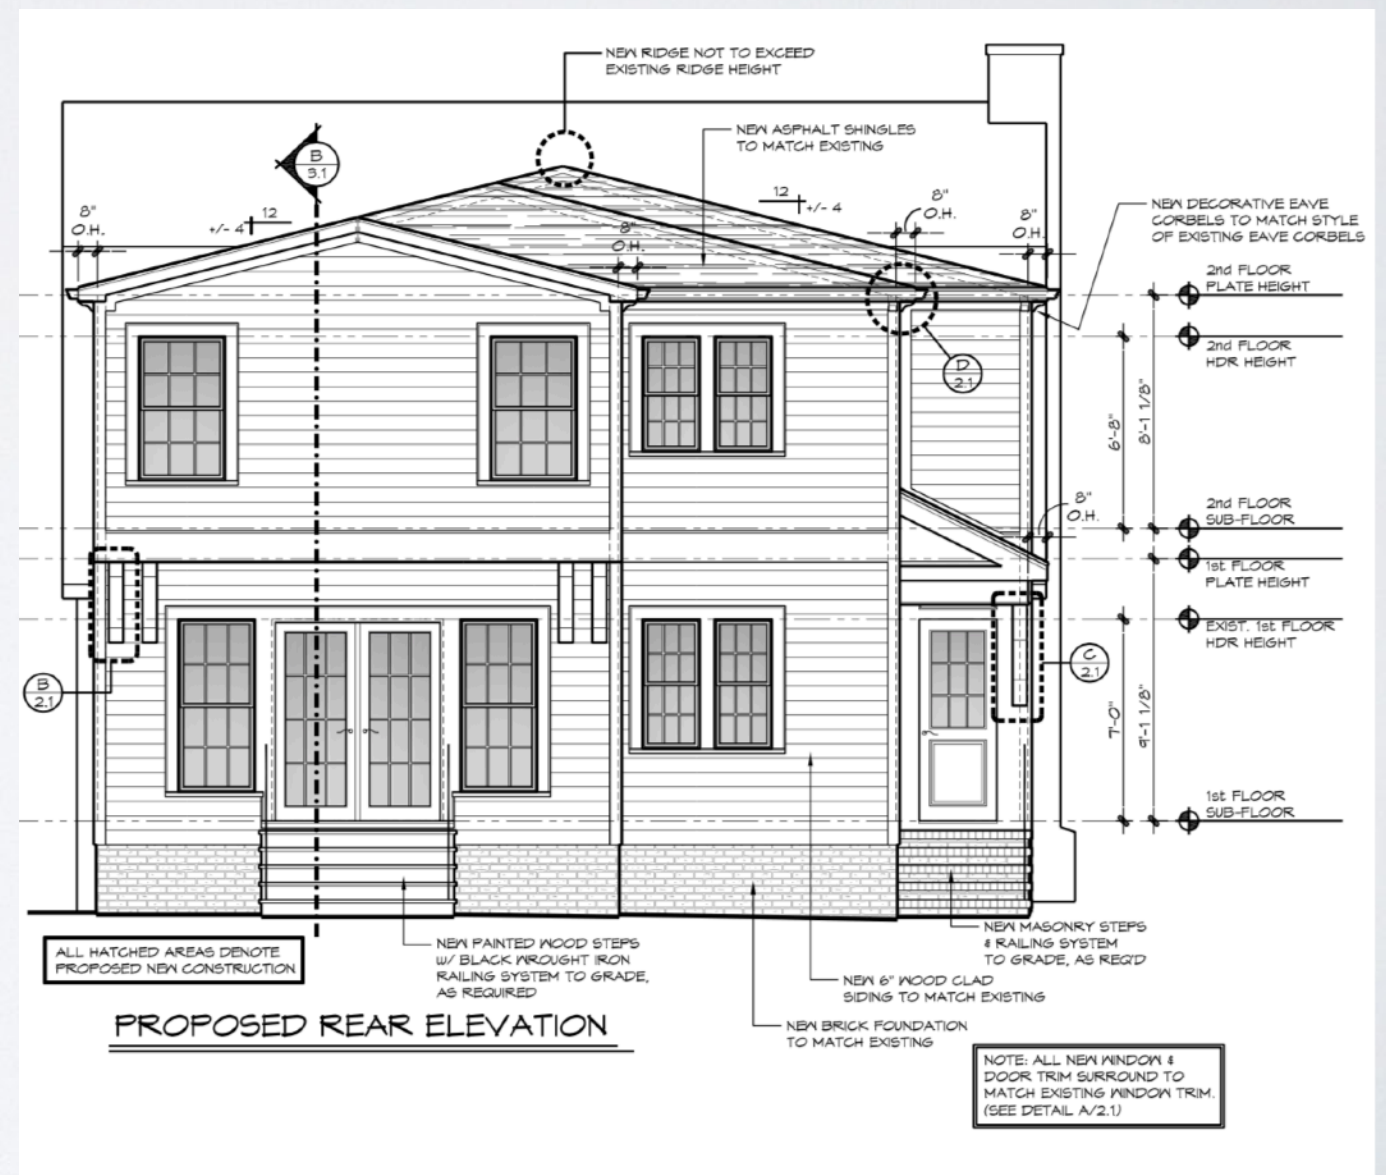 NEW RIDGE NOT TO EXCEED
EXISTING RIDGE HEIGHT
NEW ASPHALT SHINGLES
TO MATCH EXISTING
B
3.1
8"
O.H.
12
+/- 4
8"
O.H.
12
+/- 4
8"
O.H.
8"
O.H.
NEW DECORATIVE EAVE
CORBELS TO MATCH STYLE
OF EXISTING EAVE CORBELS
2nd FLOOR
PLATE HEIGHT
2nd FLOOR
HDR HEIGHT
D
2.1
6'-8"
8'-1 1/8"
8"
O.H.
2nd FLOOR
SUB-FLOOR
1st FLOOR
PLATE HEIGHT
EXIST. 1st FLOOR
HDR HEIGHT
B
2.1
C
2.1
7'-0"
9'-1 1/8"
1st FLOOR
SUB-FLOOR
ALL HATCHED AREAS DENOTE
PROPOSED NEW CONSTRUCTION
NEW PAINTED WOOD STEPS
W/ BLACK WROUGHT IRON
RAILING SYSTEM TO GRADE,
AS REQUIRED
NEW MASONRY STEPS
& RAILING SYSTEM
TO GRADE, AS REQ'D
NEW 6" WOOD CLAD
SIDING TO MATCH EXISTING
NEW BRICK FOUNDATION
TO MATCH EXISTING
PROPOSED REAR ELEVATION
NOTE: ALL NEW WINDOW &
DOOR TRIM SURROUND TO
MATCH EXISTING WINDOW TRIM.
(SEE DETAIL A/2.1)